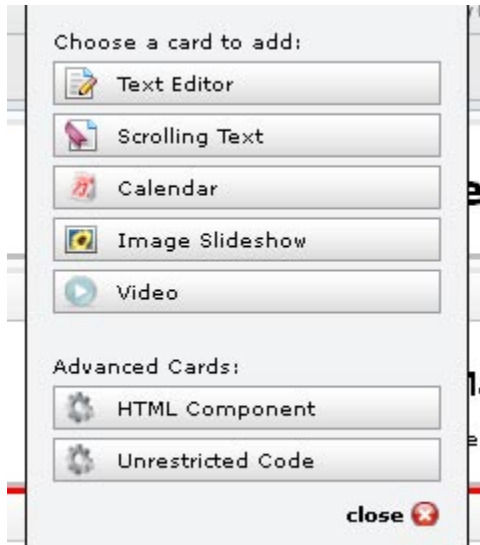 Choose a card to add:
Text Editor
Scrolling Text
Calendar
Image Slideshow
Video
Advanced Cards:
HTML Component
Unrestricted Code
close